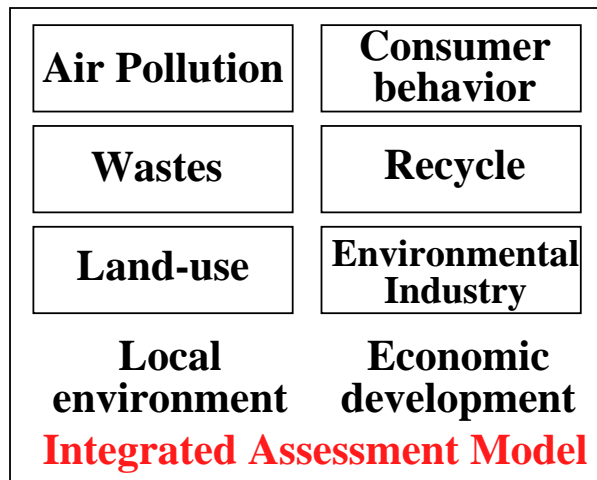 Air Pollution
Wastes
Land-use
Local
environment
Consumer
behavior
Recycle
Environmental
Industry
Economic
development
Integrated Assessment Model